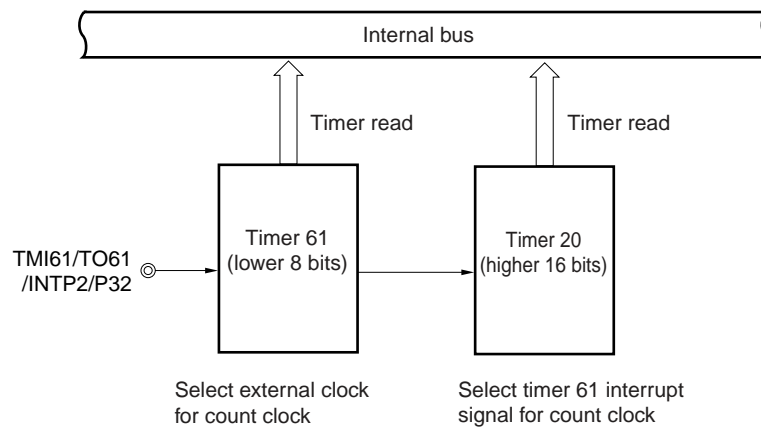 Internal bus
Timer read
Timer read
Timer 61
(lower 8 bits)
Timer 20
(higher 16 bits)
TMI61/TO61
/INTP2/P32
Select external clock
for count clock
Select timer 61 interrupt
signal for count clock